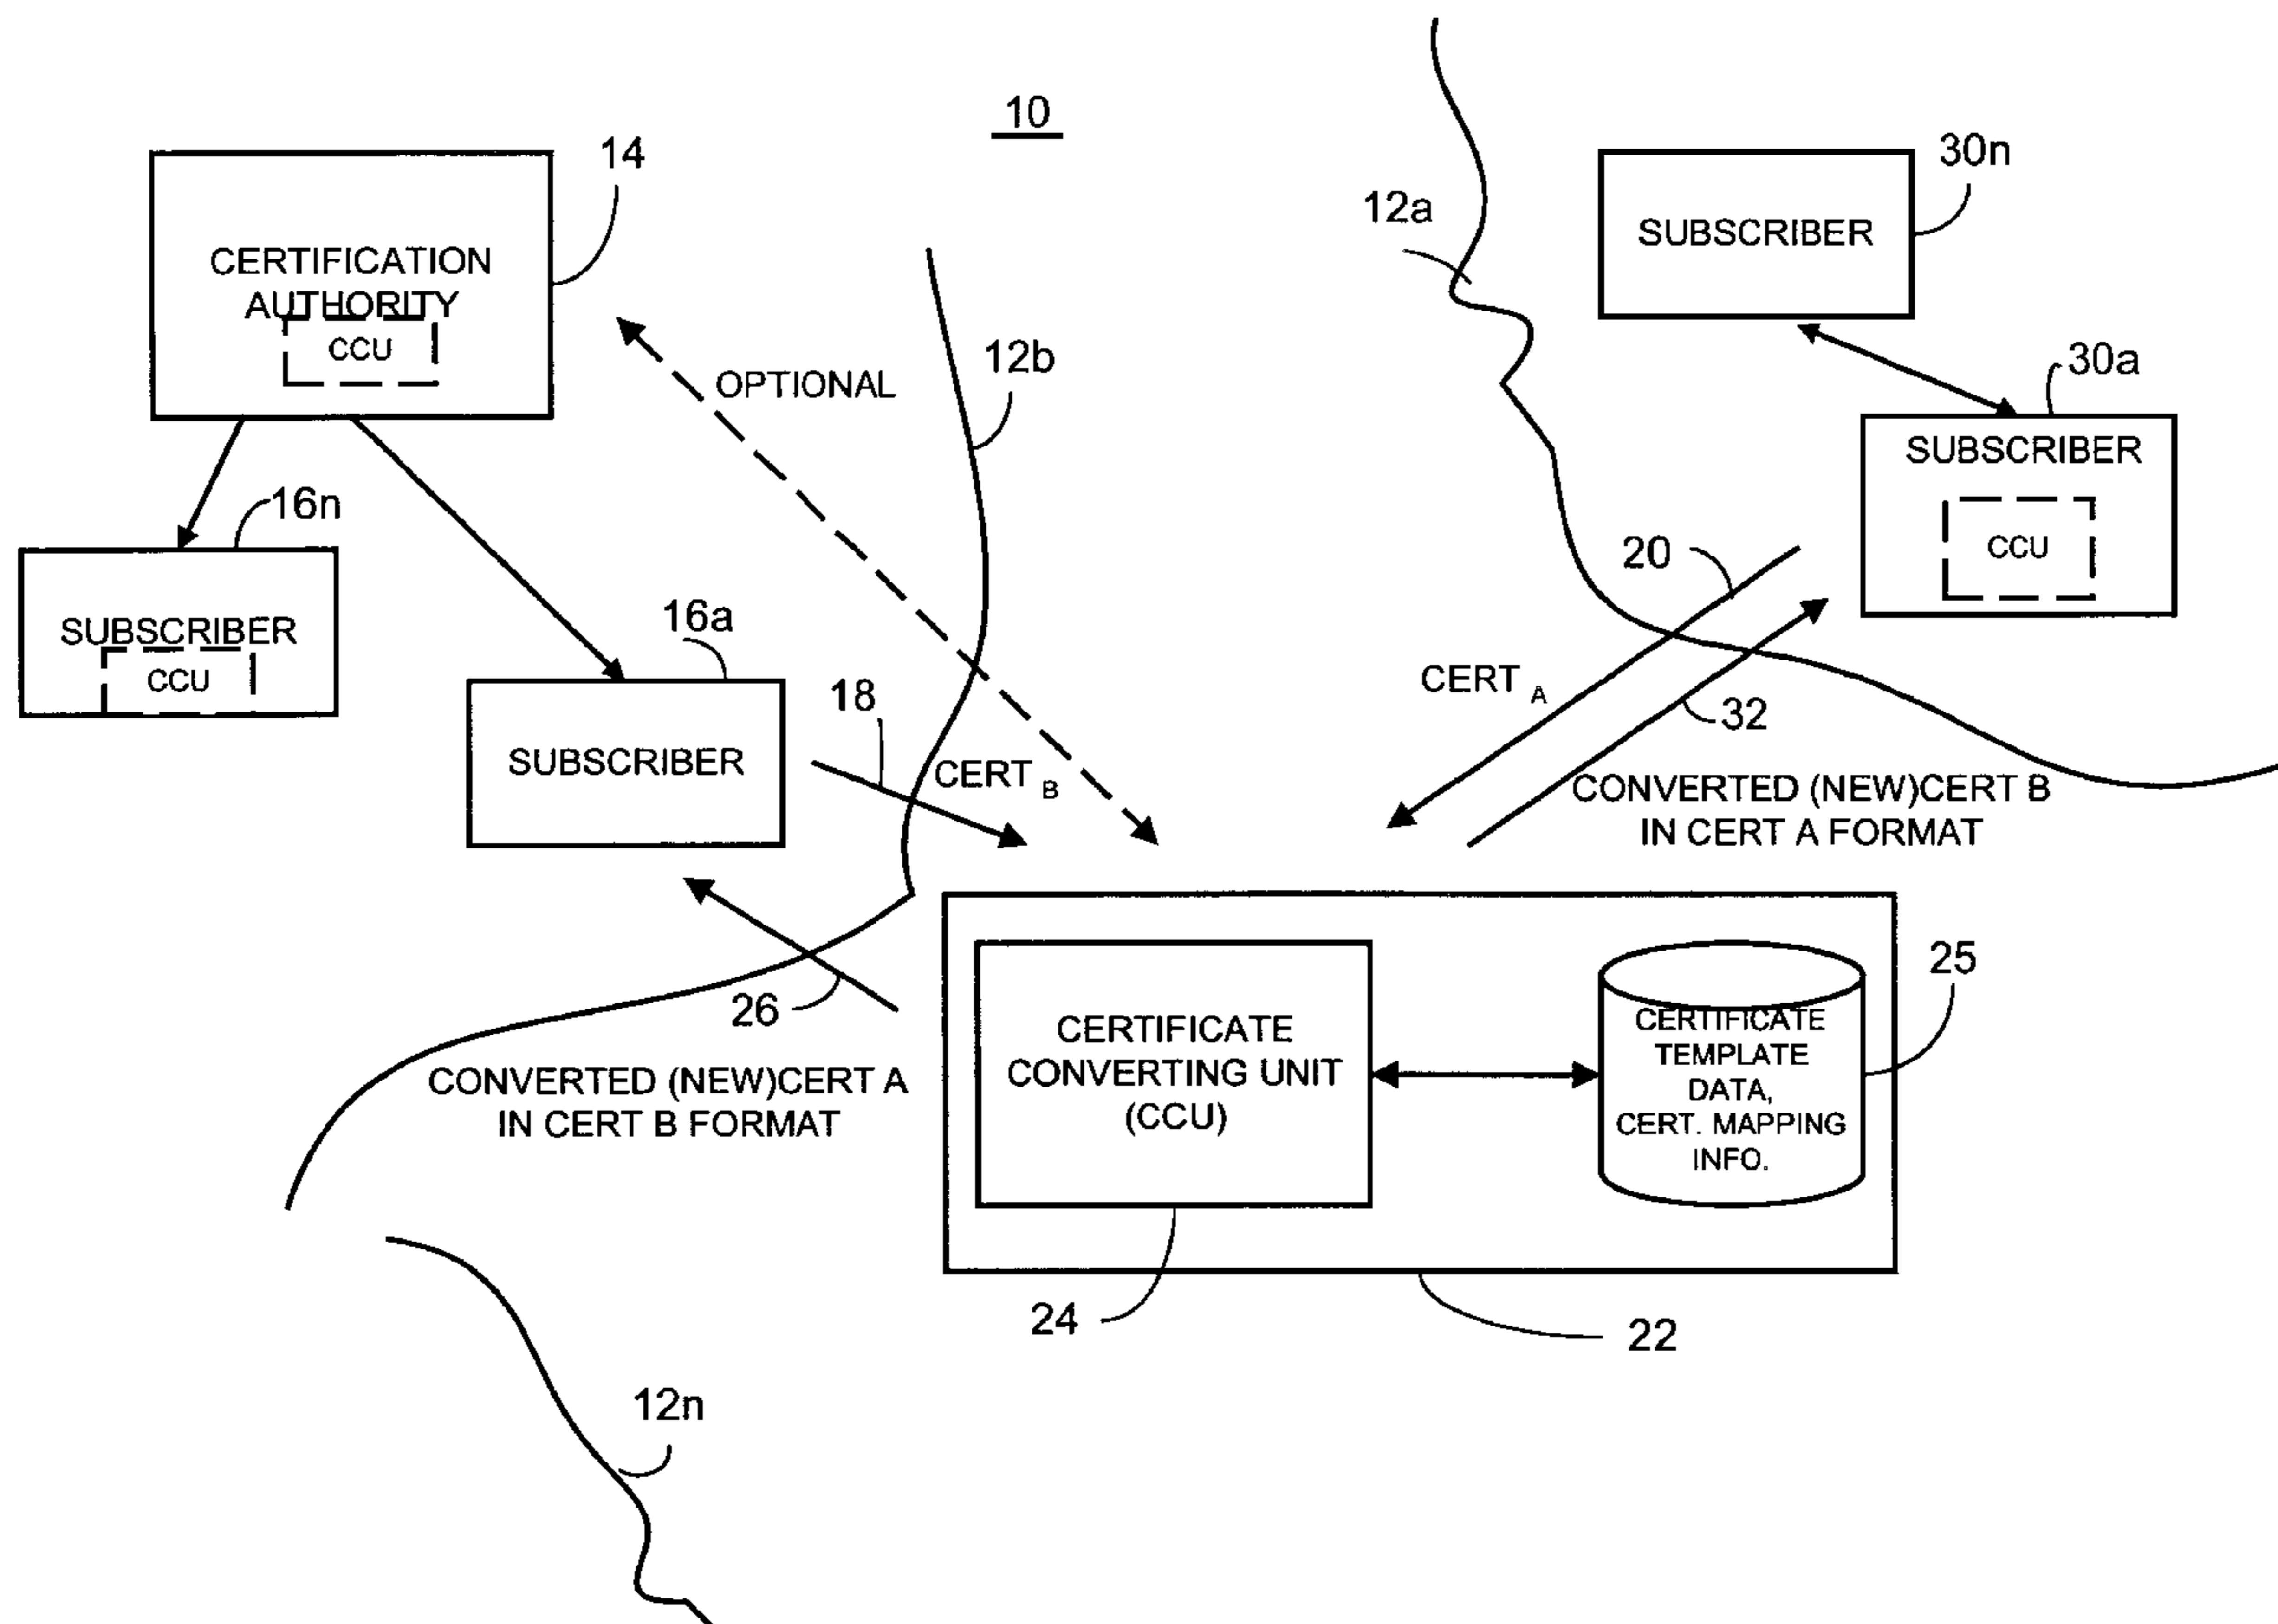 10
14
CERTIFICATION
AUTHORITY
CCU
30n
SUBSCRIBER
12a
30a
SUBSCRIBER
CCU
12b
OPTIONAL
16n
SUBSCRIBER
CCU
16a
SUBSCRIBER
18
CERT B
20
CERT A
32
CONVERTED (NEW)CERT B
IN CERT A FORMAT
26
CONVERTED (NEW)CERT A
IN CERT B FORMAT
CERTIFICATE
CONVERTING UNIT
(CCU)
25
CERTIFICATE
TEMPLATE
DATA,
CERT. MAPPING
INFO.
24
22
12n